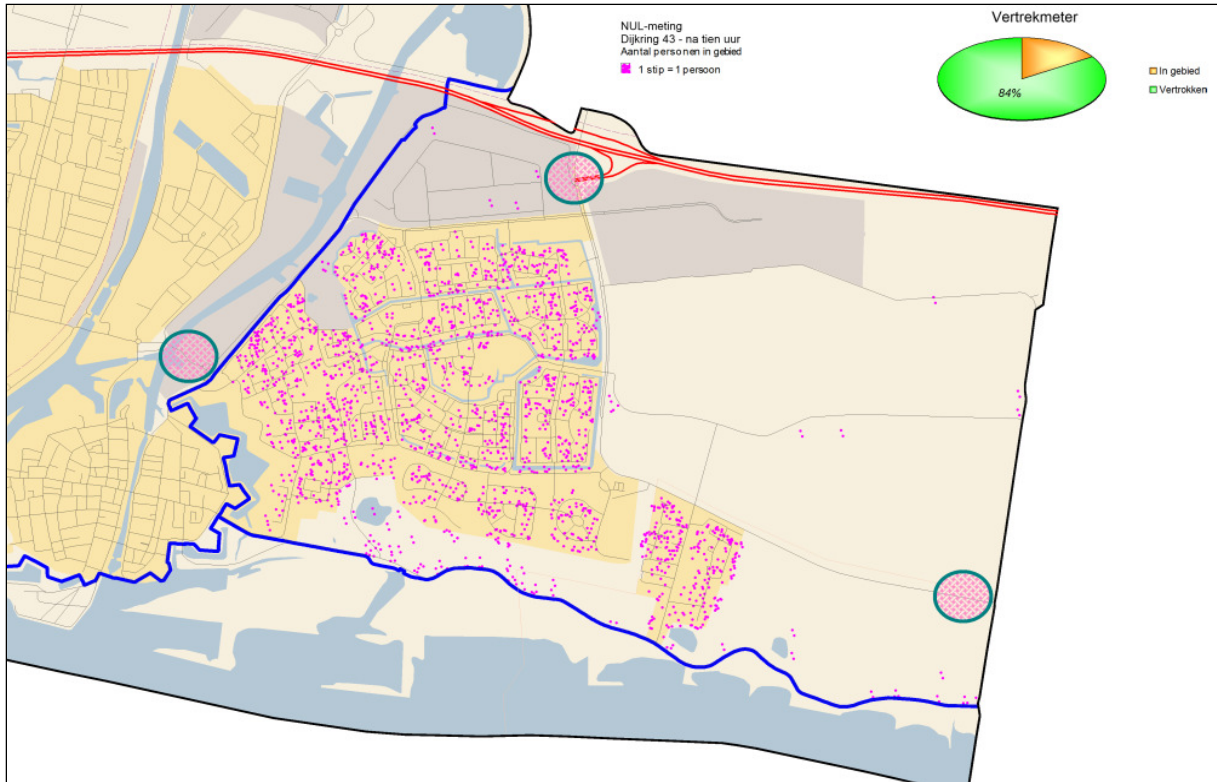 NUL-meting
Dijkring 43 - na tien uur
Aantal personen in gebied
1 stip = 1 persoon
Vertrekmeter
84%
In gebied
Vertrokken